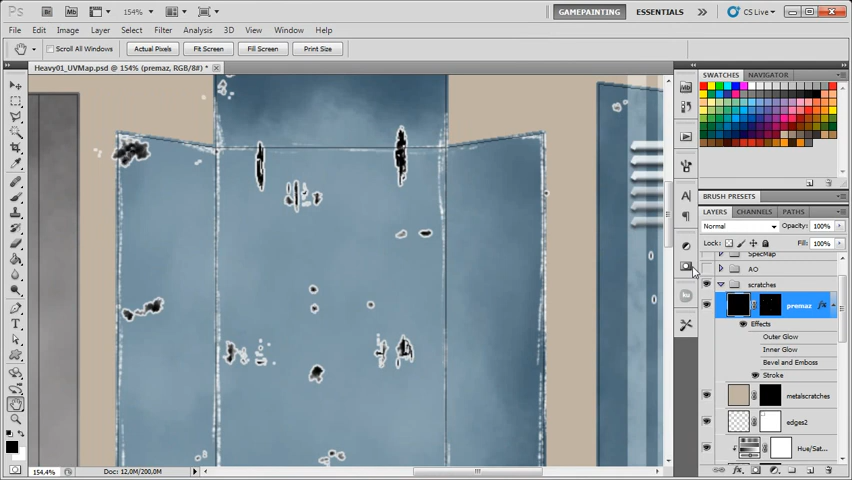 Ps 154% GAMEPAINTING ESSENTIALS CS Live
File Edit Image Layer Select Filter Analysis 3D View Window Help
Scroll All Windows Actual Pixels Fit Screen Fill Screen Print Size
Heavy01_UVMap.psd @ 154% (premaz, RGB/8#) *
SWATCHES NAVIGATOR
BRUSH PRESETS
LAYERS CHANNELS PATHS
Normal Opacity: 100%
Lock: Fill: 100%
SpecMap
AO
scratches
premaz fx
Effects
Outer Glow
Inner Glow
Bevel and Emboss
Stroke
metalscratches
edges2
Hue/Sat...
154,4% Doc: 12,0M/200,0M